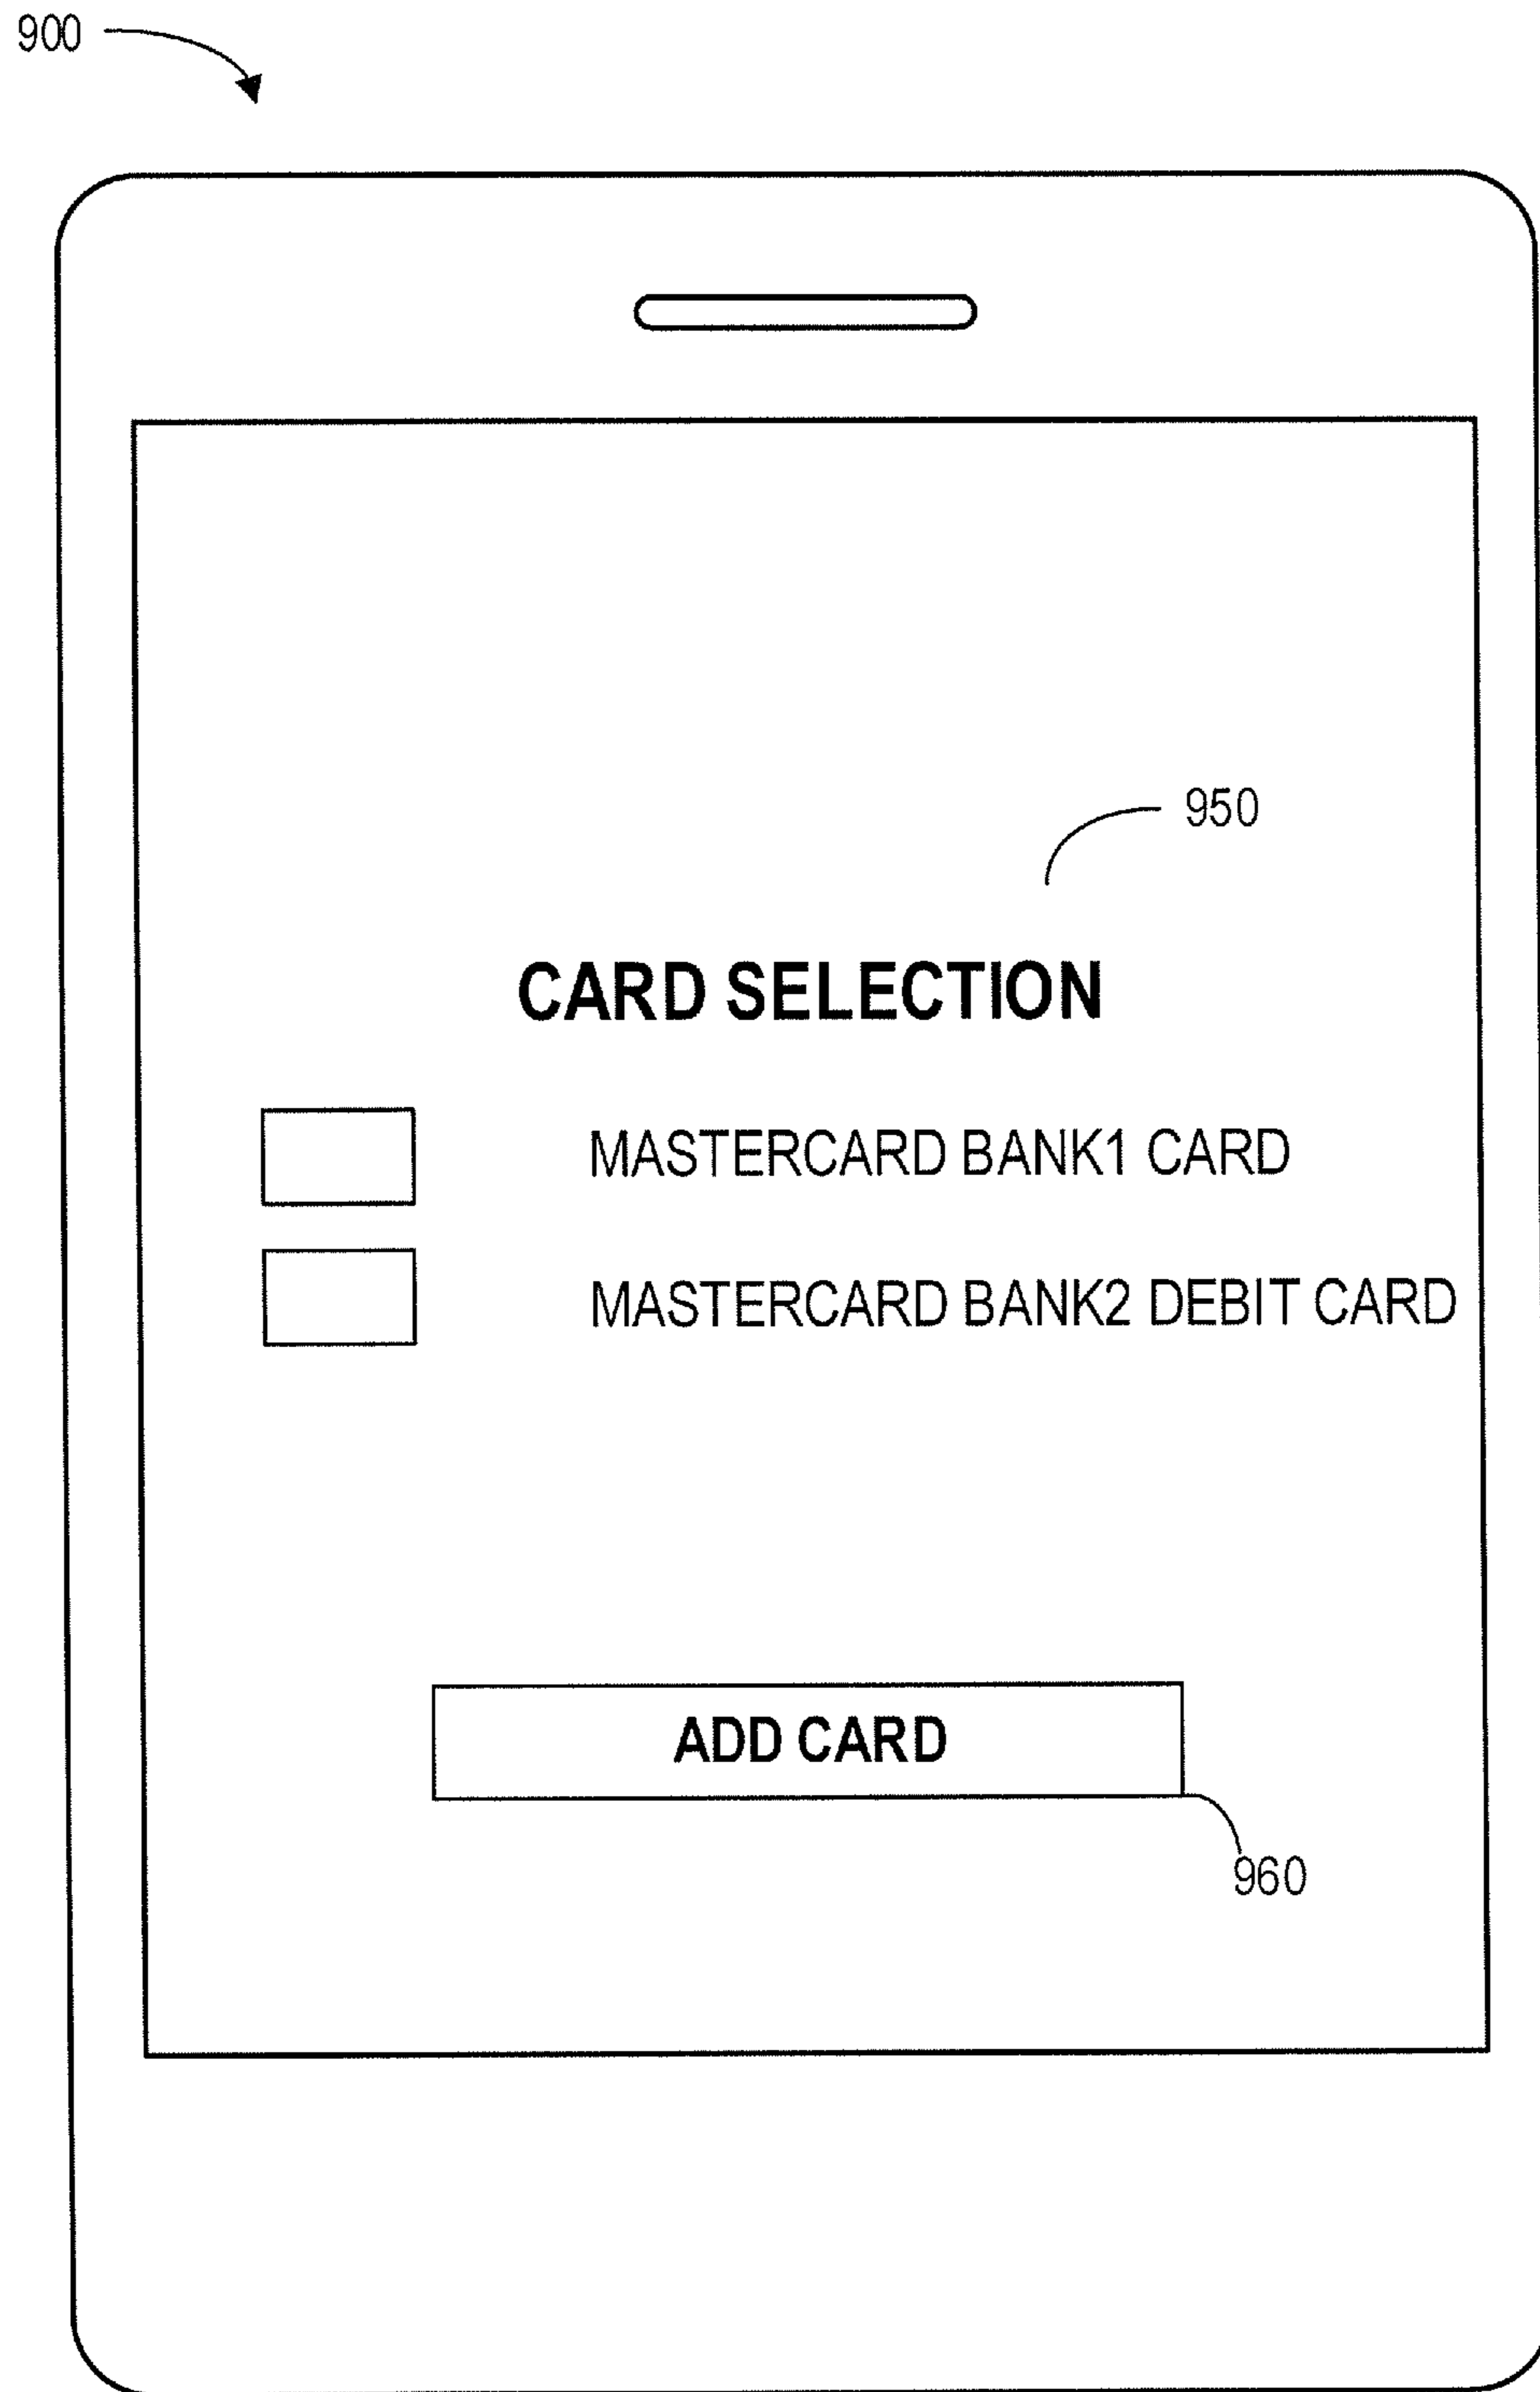 900
950
CARD SELECTION
MASTERCARD BANK1 CARD
MASTERCARD BANK2 DEBIT CARD
ADD CARD
960